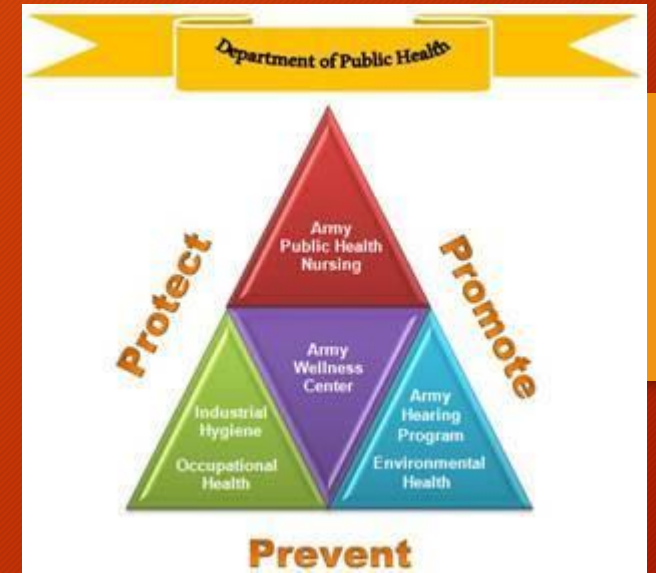 Department of Public Health
Army
Public Health
Nursing
Protect
Promote
Army
Wellness
Center
Industrial
Hygiene
Occupational
Health
Army
Hearing
Program
Environmental
Health
Prevent